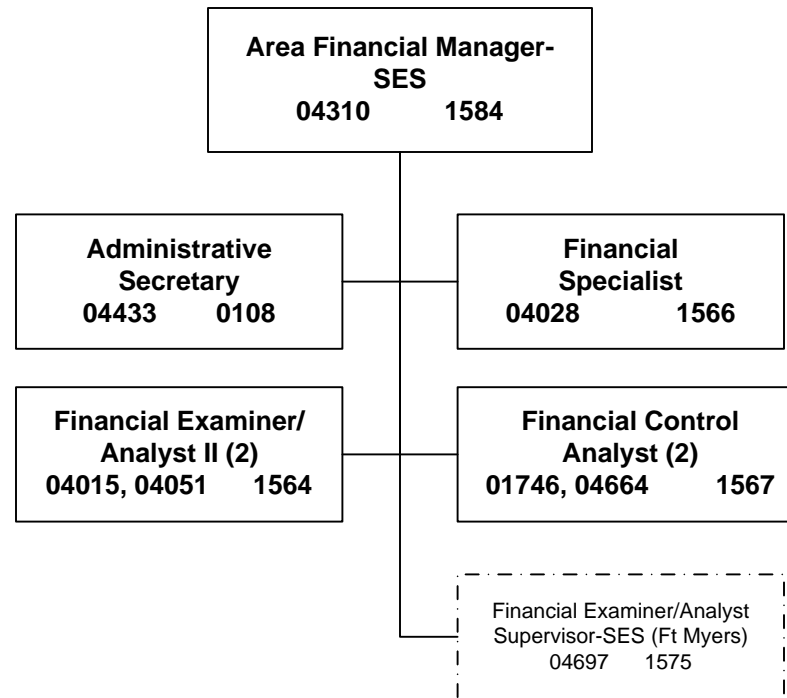 Area Financial Manager-
SES
04310 1584
Administrative
Secretary
04433 0108
Financial
Specialist
04028 1566
Financial Examiner/
Analyst II (2)
04015, 04051 1564
Financial Control
Analyst (2)
01746, 04664 1567
Financial Examiner/Analyst
Supervisor-SES (Ft Myers)
04697 1575